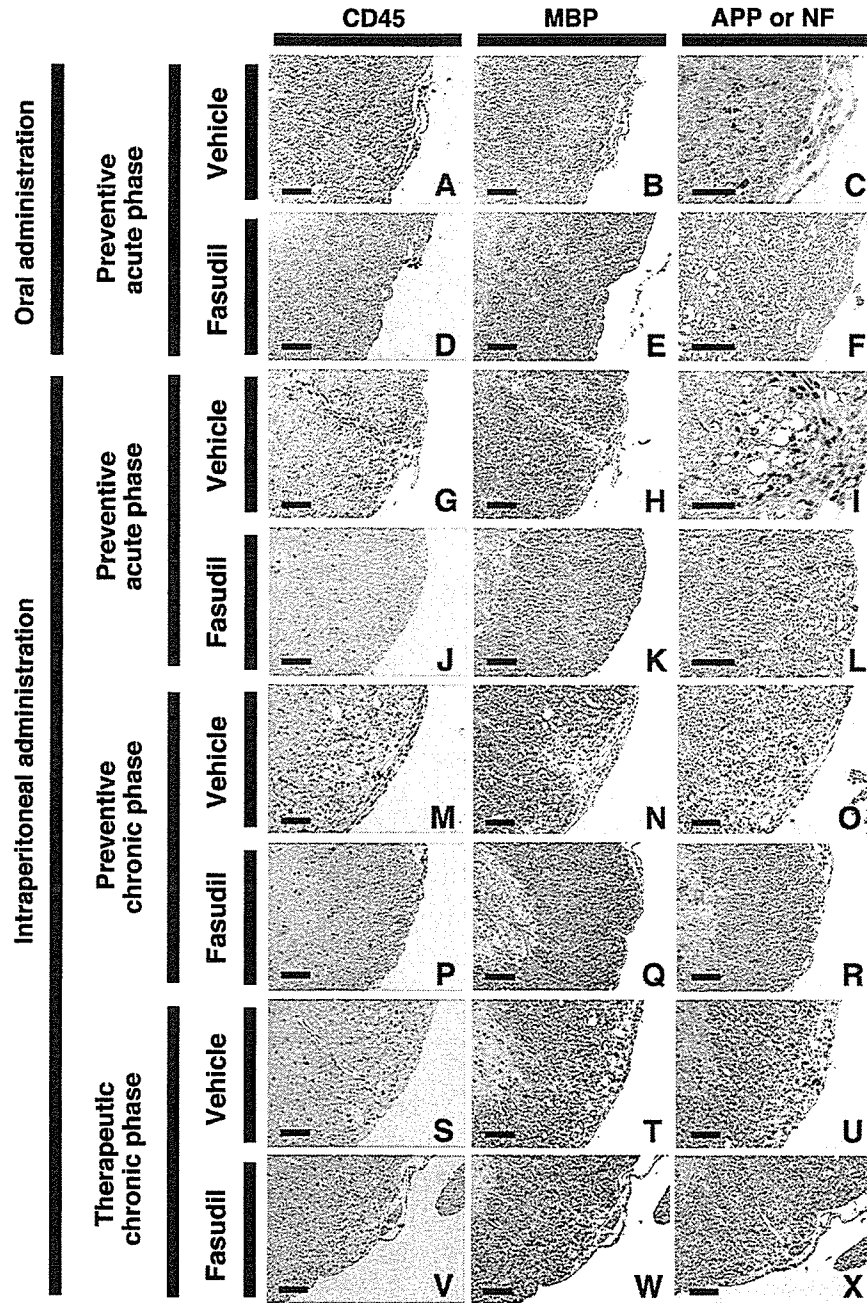 CD45 MBP APP or NF
Oral administration
Preventive
acute phase
Vehicle
A B C
Fasudil
D E F
Intraperitoneal administration
Preventive
acute phase
Vehicle
G H I
Fasudil
J K L
Preventive
chronic phase
Vehicle
M N O
Fasudil
P Q R
Therapeutic
chronic phase
Vehicle
S T U
Fasudil
V W X